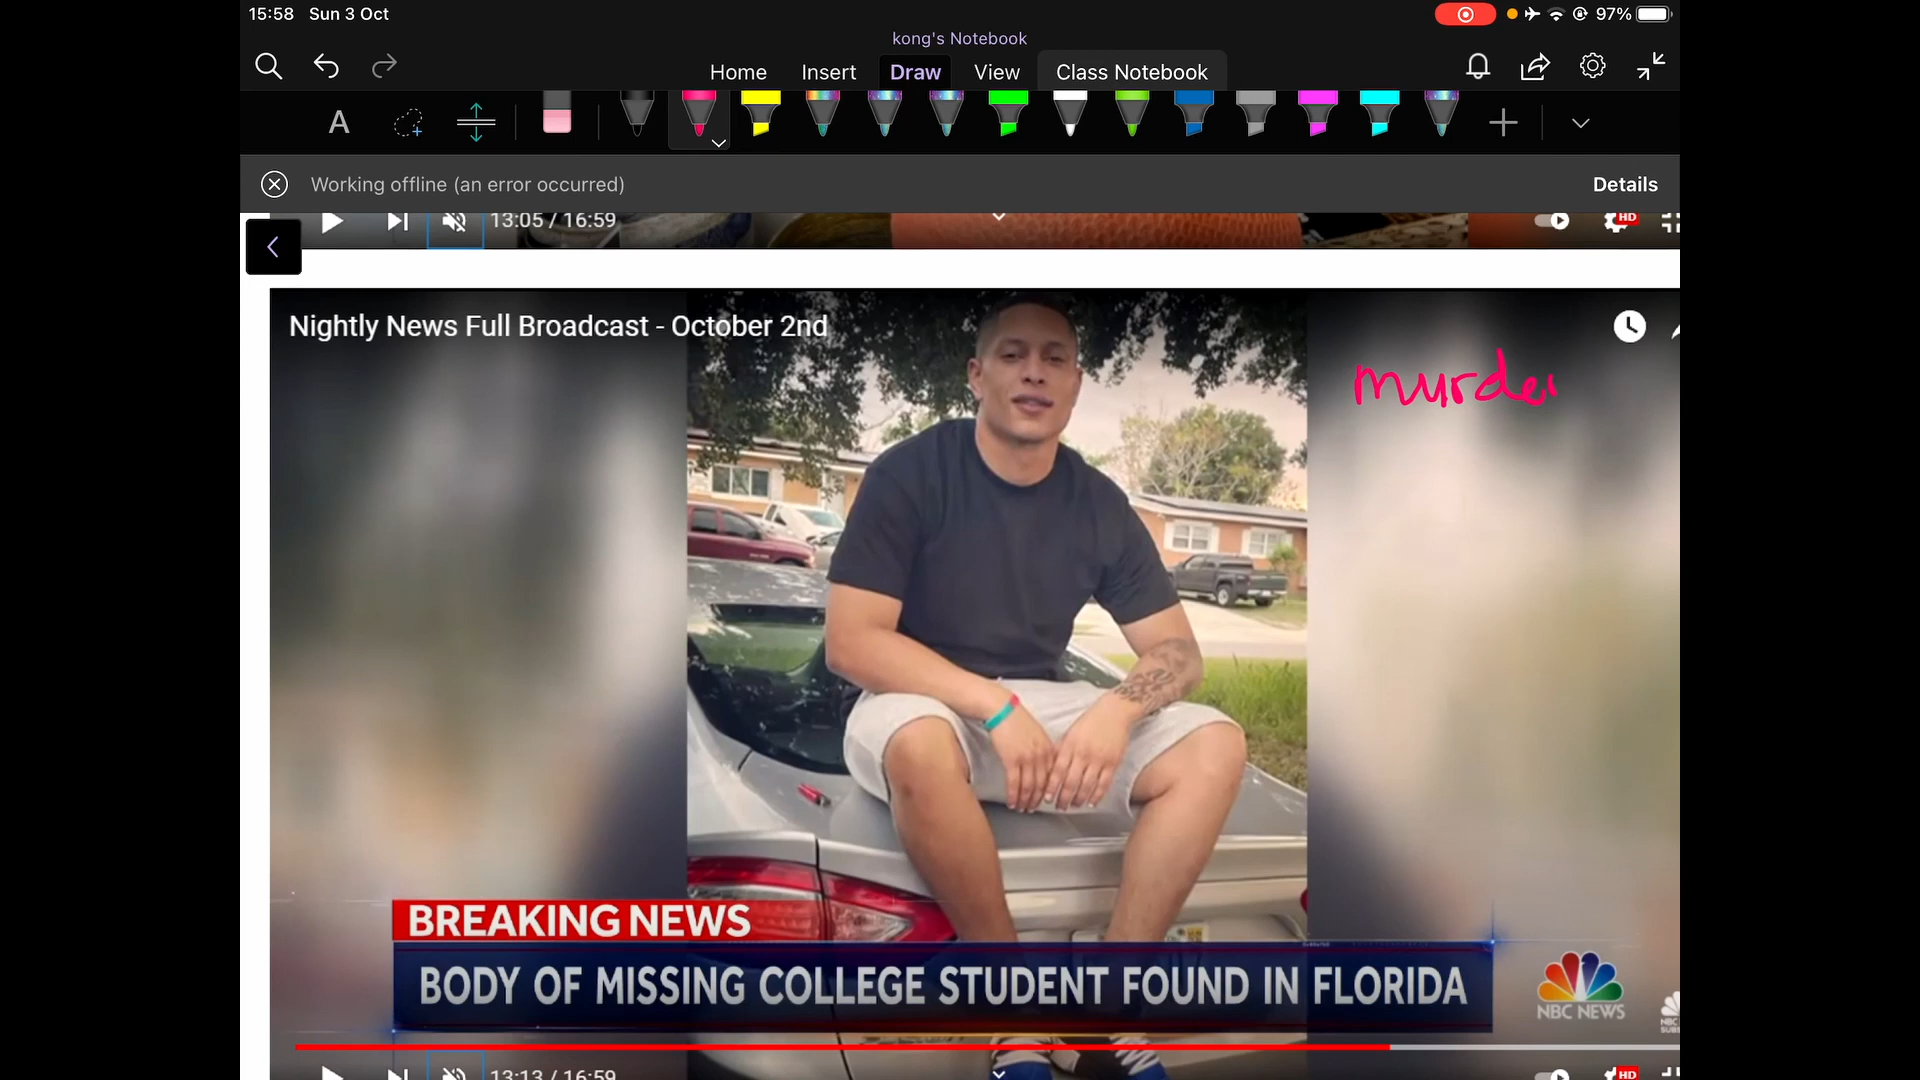 15:58 Sun 3 Oct
97%
kong's Notebook
Home Insert Draw View Class Notebook
A
Working offline (an error occurred)
Details
13:05 / 16:59
HD
Nightly News Full Broadcast - October 2nd
murder
BREAKING NEWS
BODY OF MISSING COLLEGE STUDENT FOUND IN FLORIDA
NBC NEWS
NBC
13:13 / 16:59
HD